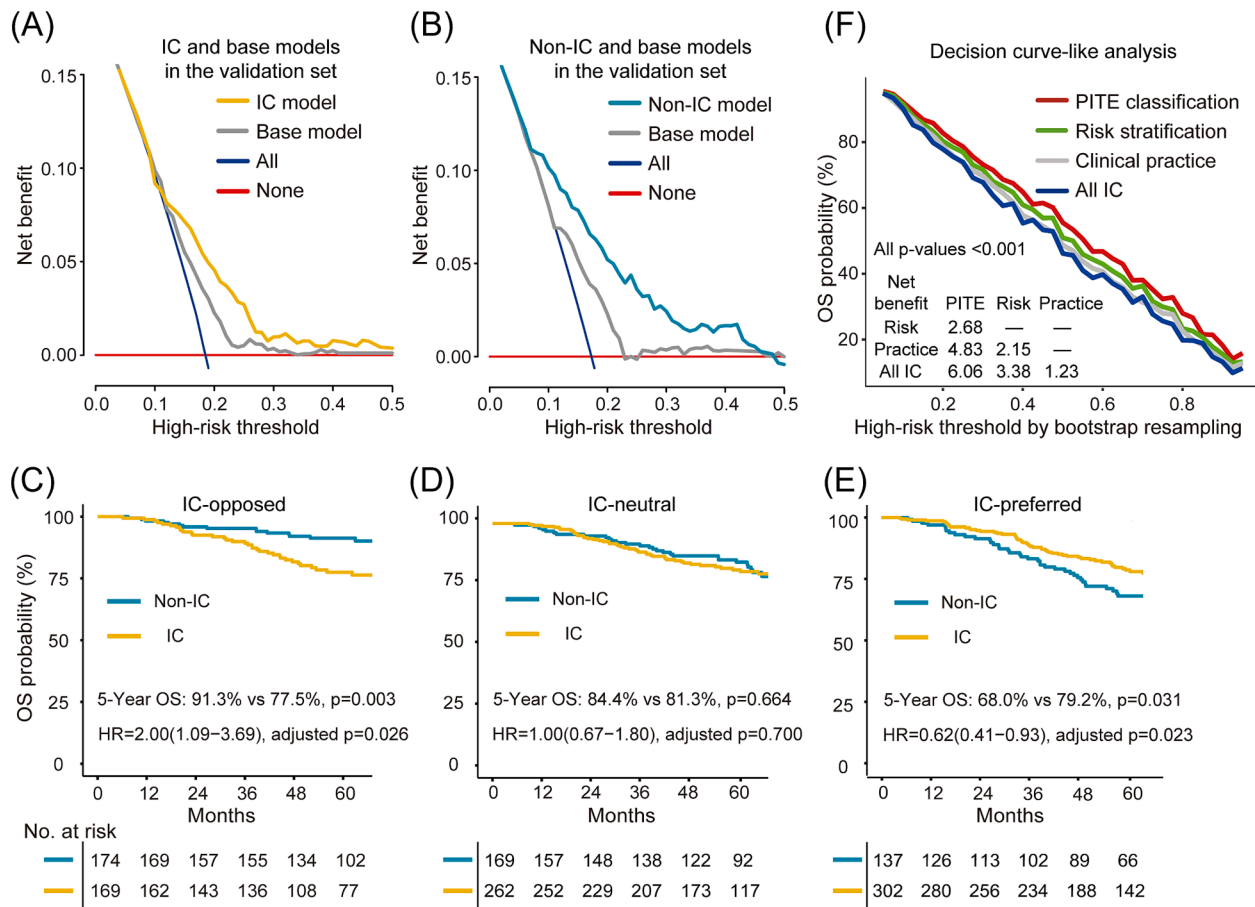 (A)
IC and base models
in the validation set
IC model
Base model
All
None
Net benefit
0.15
0.10
0.05
0.00
0.0 0.1 0.2 0.3 0.4 0.5
High-risk threshold
(B)
Non-IC and base models
in the validation set
Non-IC model
Base model
All
None
Net benefit
0.15
0.10
0.05
0.00
0.0 0.1 0.2 0.3 0.4 0.5
High-risk threshold
(F)
Decision curve-like analysis
PITE classification
Risk stratification
Clinical practice
All IC
OS probability (%)
80
60
40
20
All p-values <0.001
Net
benefit PITE Risk Practice
Risk 2.68 — —
Practice 4.83 2.15 —
All IC 6.06 3.38 1.23
0.2 0.4 0.6 0.8
High-risk threshold by bootstrap resampling
(C)
IC-opposed
OS probability (%)
100
75
50
25
0
Non-IC
IC
5-Year OS: 91.3% vs 77.5%, p=0.003
HR=2.00(1.09−3.69), adjusted p=0.026
0 12 24 36 48 60
Months
No. at risk
174 169 157 155 134 102
169 162 143 136 108 77
(D)
IC-neutral
100
75
50
25
0
Non-IC
IC
5-Year OS: 84.4% vs 81.3%, p=0.664
HR=1.00(0.67−1.80), adjusted p=0.700
0 12 24 36 48 60
Months
169 157 148 138 122 92
262 252 229 207 173 117
(E)
IC-preferred
100
75
50
25
0
Non-IC
IC
5-Year OS: 68.0% vs 79.2%, p=0.031
HR=0.62(0.41−0.93), adjusted p=0.023
0 12 24 36 48 60
Months
137 126 113 102 89 66
302 280 256 234 188 142